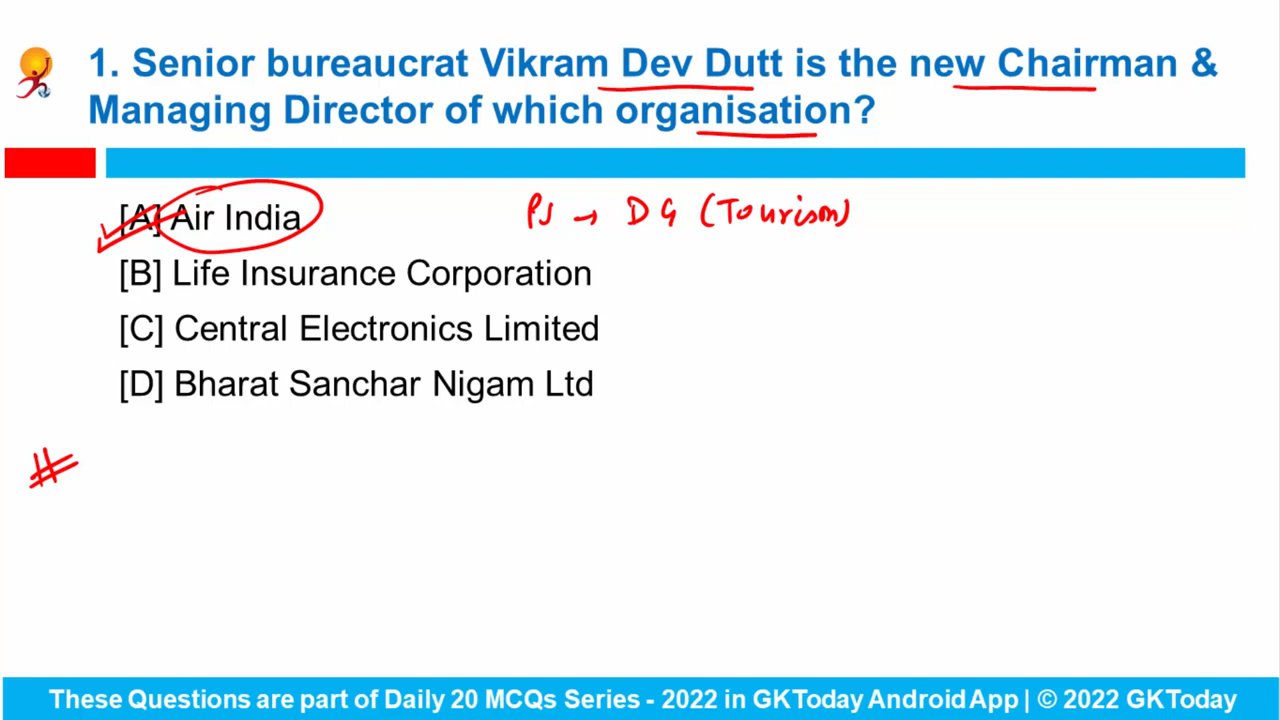 1. Senior bureaucrat Vikram Dev Dutt is the new Chairman &
Managing Director of which organisation?
[A] Air India
PS → DG (Tourism)
[B] Life Insurance Corporation
[C] Central Electronics Limited
[D] Bharat Sanchar Nigam Ltd
#
These Questions are part of Daily 20 MCQs Series - 2022 in GKToday Android App | © 2022 GKToday